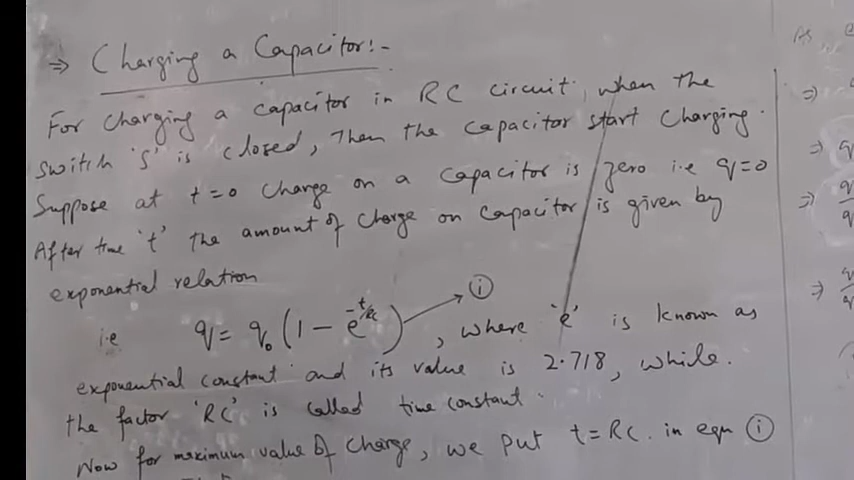 ⇒ Charging a Capacitor:-
For charging a capacitor in RC circuit, when the
switch 'S' is closed, Then the capacitor start charging.
Suppose at t=0 charge on a capacitor is zero i.e q=0
After time 't' the amount of charge on capacitor is given by
exponential relation
i.e q = q₀ (1 - e^(-t/RC)) → (i) , where 'e' is known as
exponential constant and its value is 2.718, while.
the factor 'RC' is called time constant.
Now for maximum value of charge, we put t=RC. in eqn (i)
As
⇒
⇒ q
⇒ q/q
⇒ q/q